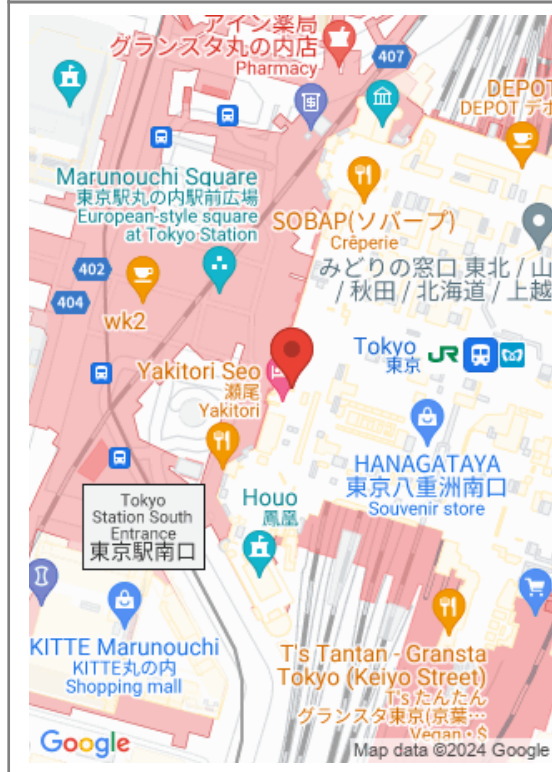 アイン薬局
グランスタ丸の内店
Pharmacy
407
DEPOT
DEPOT デポ
Marunouchi Square
東京駅丸の内駅前広場
European-style square
at Tokyo Station
SOBAP(ソバープ)
Crêperie
みどりの窓口 東北 / 山
/ 秋田 / 北海道 / 上越
402
404
wk2
Yakitori Seo
瀬尾
Yakitori
Tokyo
東京
JR
HANAGATAYA
東京八重洲南口
Souvenir store
Houo
鳳凰
Tokyo
Station South
Entrance
東京駅南口
KITTE Marunouchi
KITTE丸の内
Shopping mall
T's Tantan - Gransta
Tokyo (Keiyo Street)
T'sたんたん
グランスタ東京(京葉…
Vegan • $
Google
Map data ©2024 Google